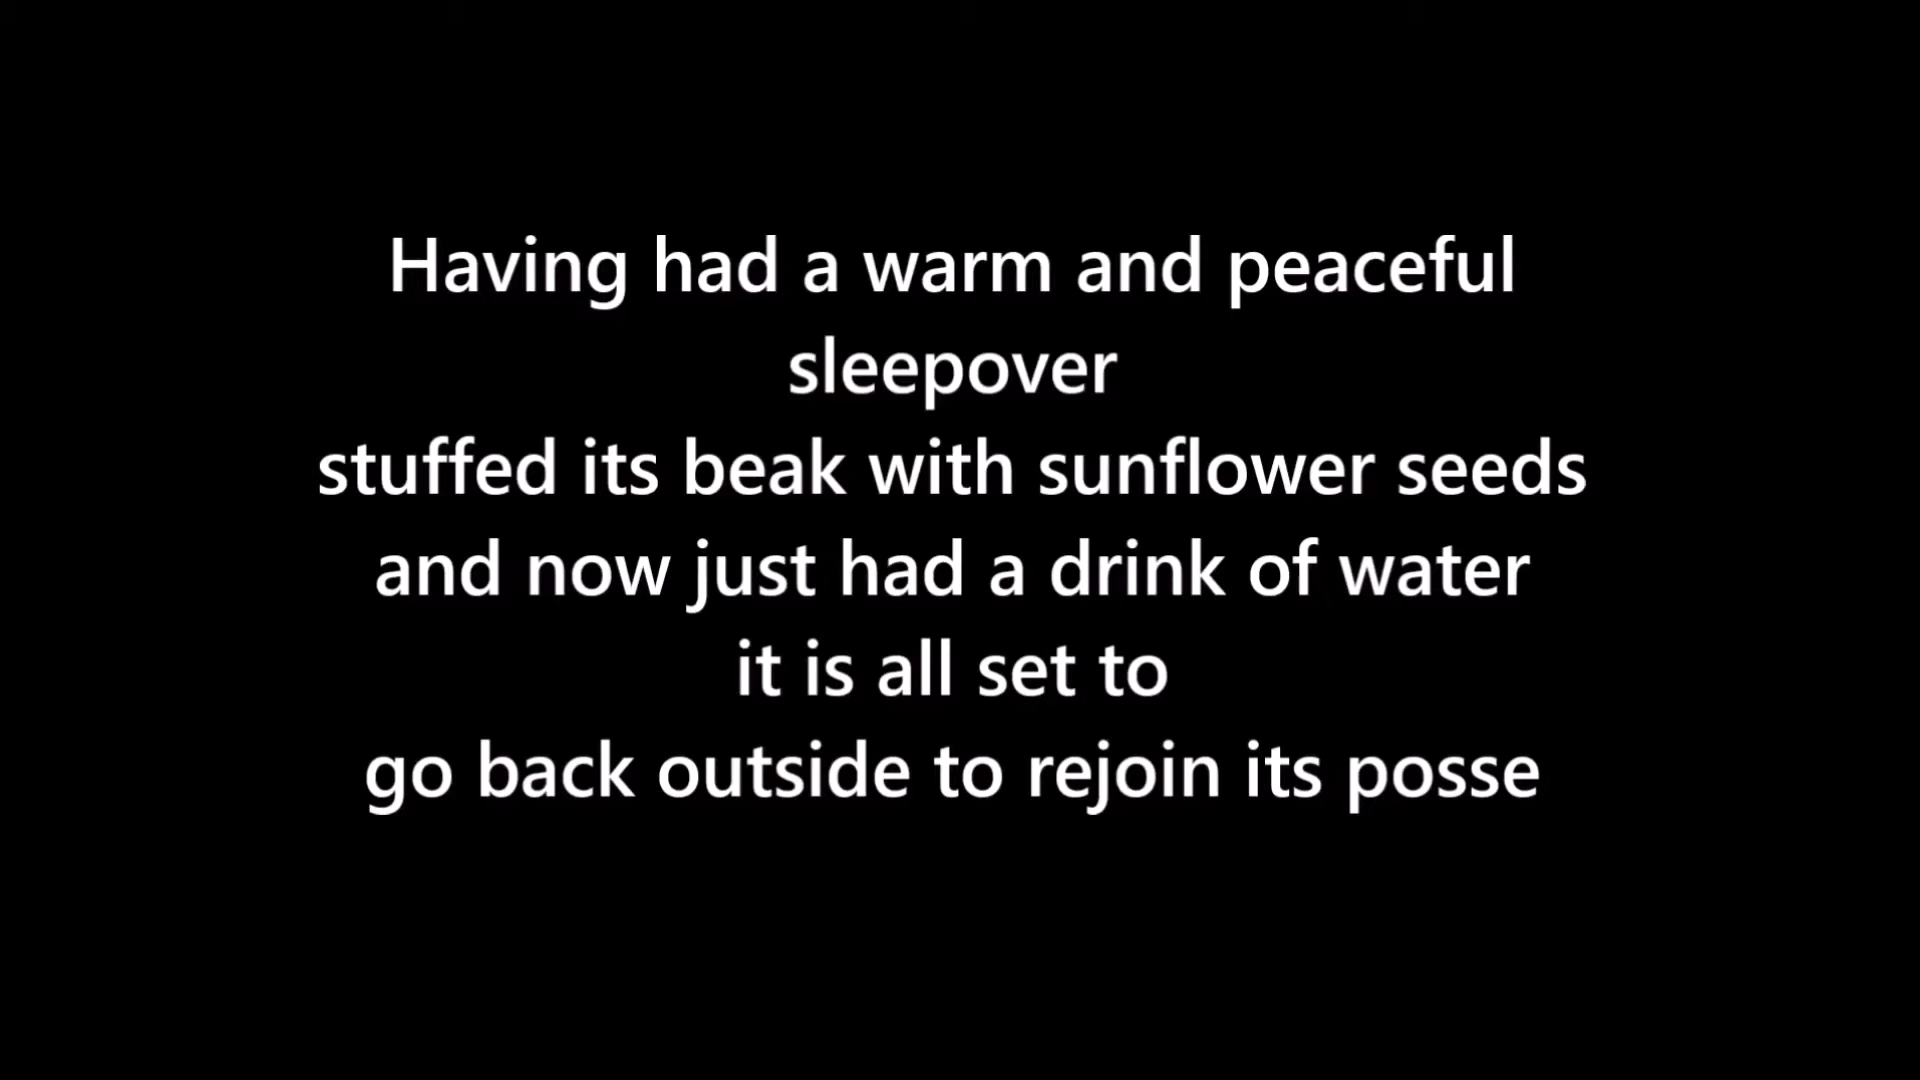 Having had a warm and peaceful
sleepover
stuffed its beak with sunflower seeds
and now just had a drink of water
it is all set to
go back outside to rejoin its posse